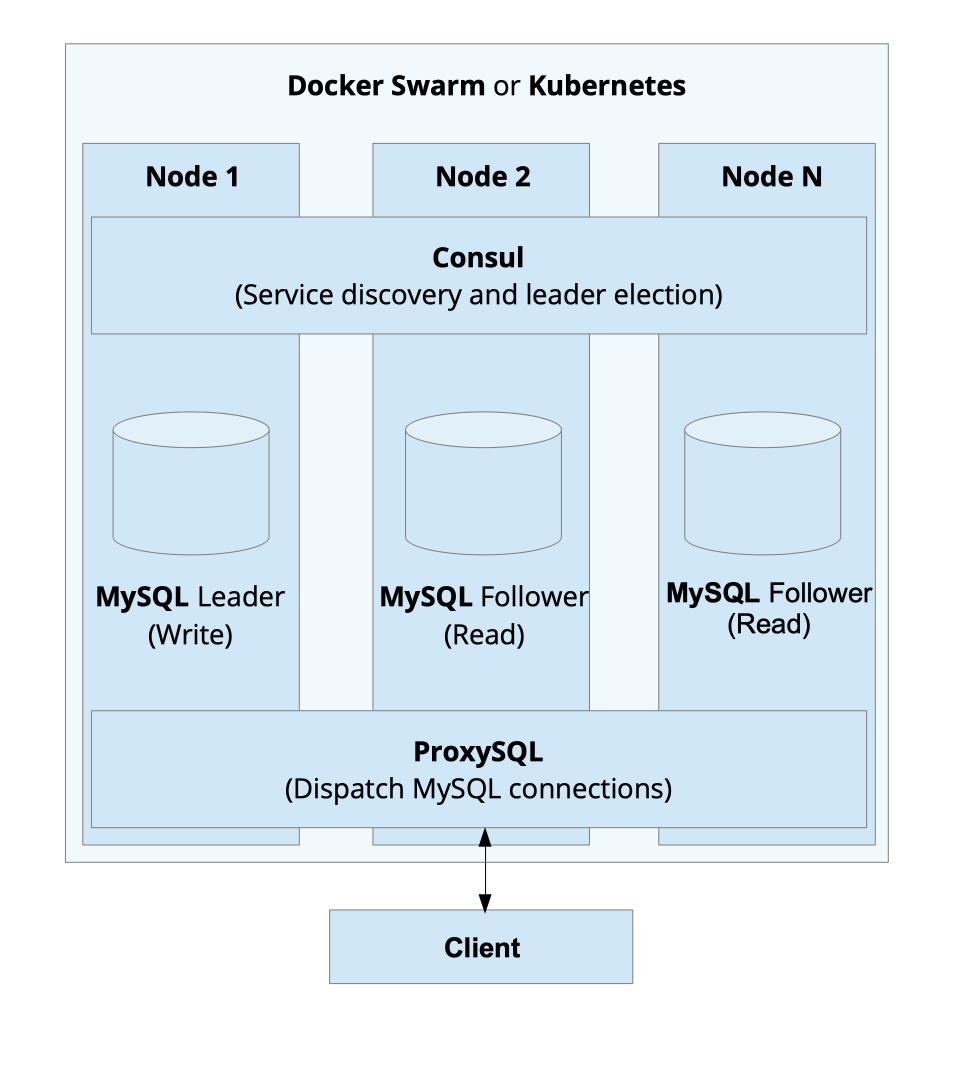 Docker Swarm or Kubernetes
Node 1
Node 2
Node N
Consul
(Service discovery and leader election)
MySQL Leader
(Write)
MySQL Follower
(Read)
MySQL Follower
(Read)
ProxySQL
(Dispatch MySQL connections)
Client